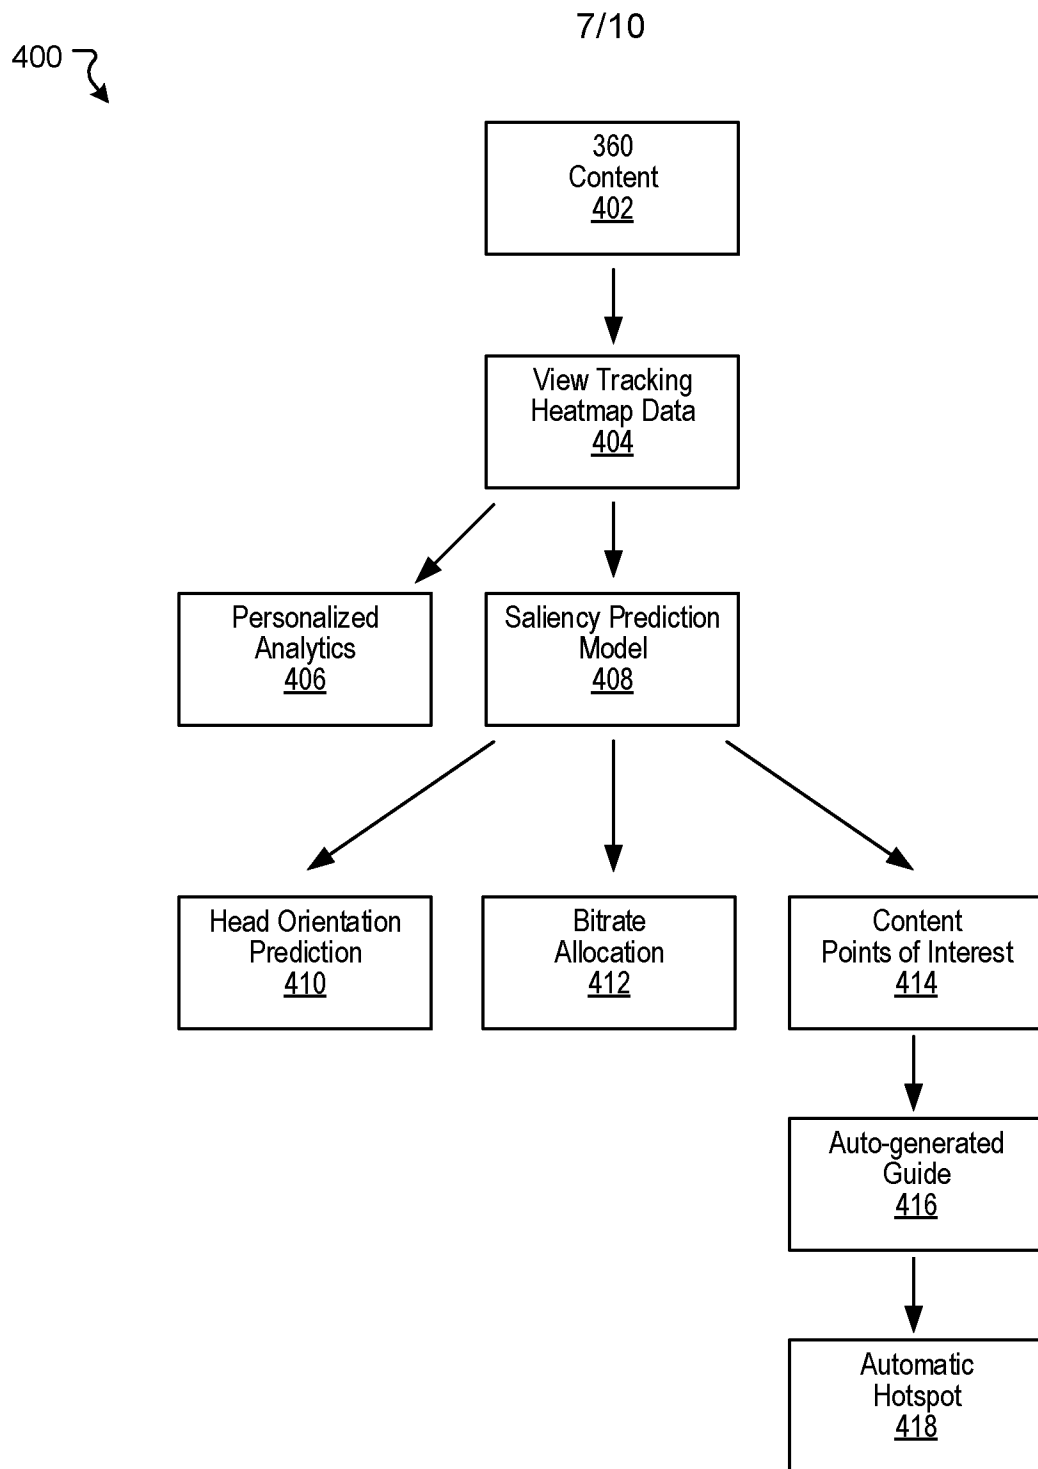 7/10
400
360
Content
402
View Tracking
Heatmap Data
404
Personalized
Analytics
406
Saliency Prediction
Model
408
Head Orientation
Prediction
410
Bitrate
Allocation
412
Content
Points of Interest
414
Auto-generated
Guide
416
Automatic
Hotspot
418